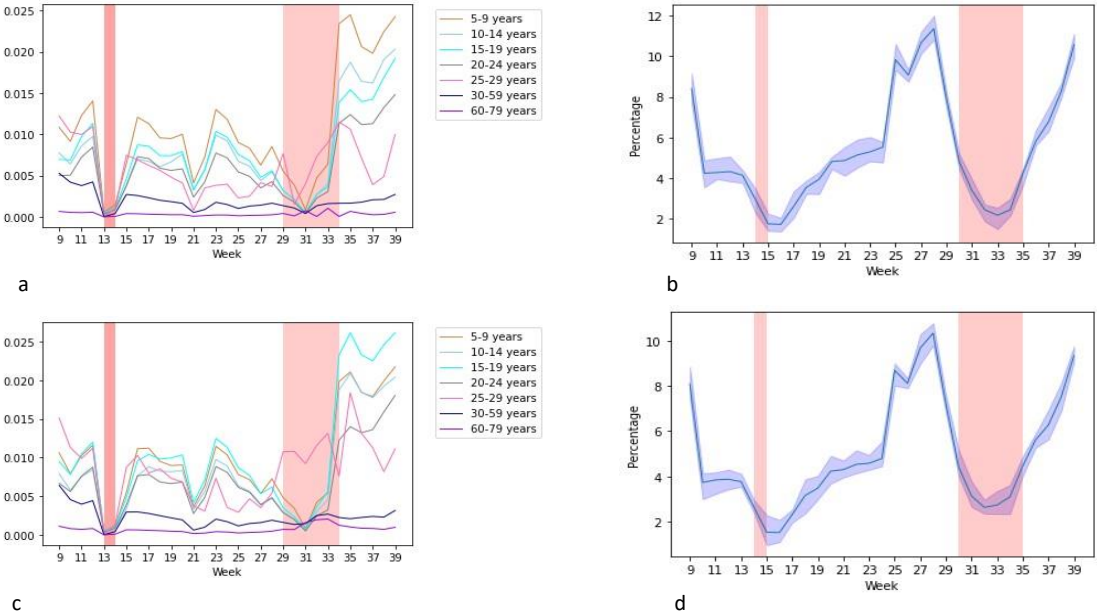 0.025
0.020
0.015
0.010
0.005
0.000
9 11 13 15 17 19 21 23 25 27 29 31 33 35 37 39
Week
5-9 years
10-14 years
15-19 years
20-24 years
25-29 years
30-59 years
60-79 years
a
12
10
8
6
4
2
Percentage
9 11 13 15 17 19 21 23 25 27 29 31 33 35 37 39
Week
b
0.025
0.020
0.015
0.010
0.005
0.000
9 11 13 15 17 19 21 23 25 27 29 31 33 35 37 39
Week
5-9 years
10-14 years
15-19 years
20-24 years
25-29 years
30-59 years
60-79 years
c
10
8
6
4
2
Percentage
9 11 13 15 17 19 21 23 25 27 29 31 33 35 37 39
Week
d